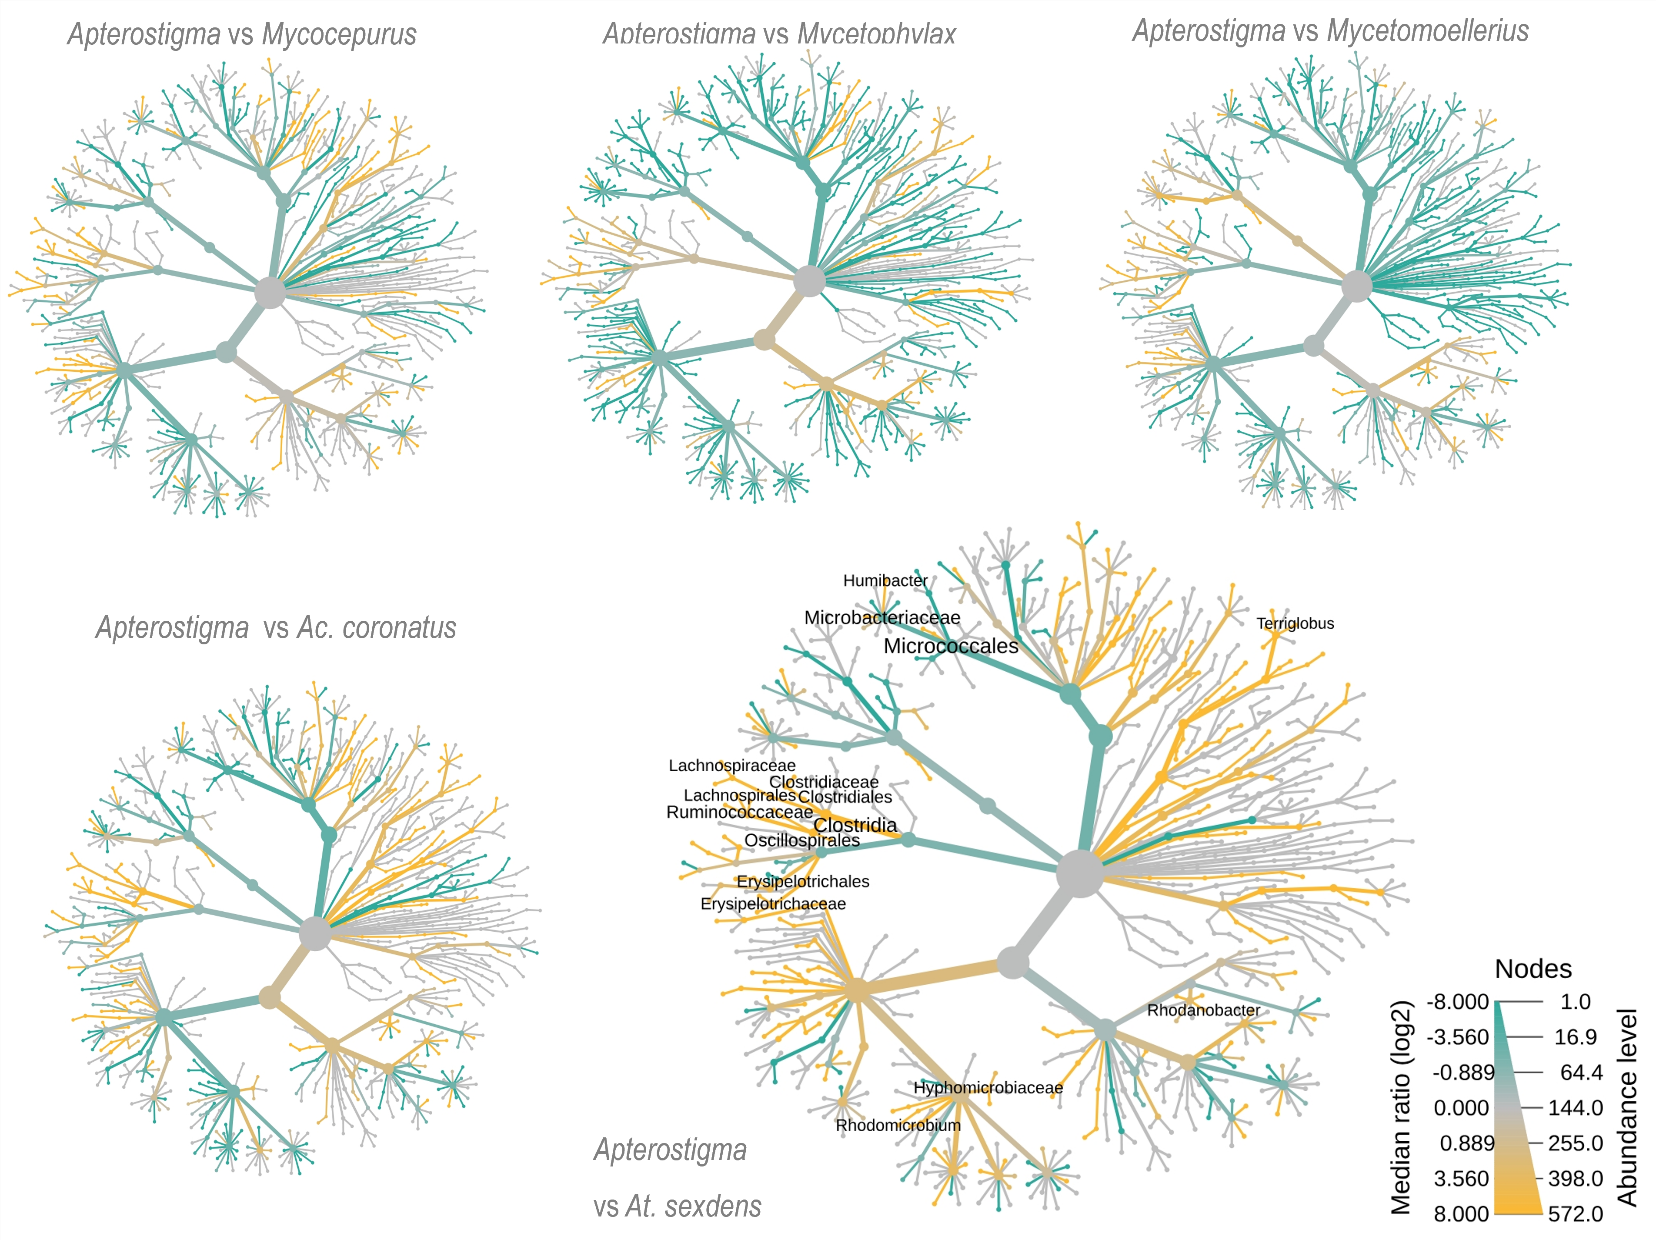 Apterostigma vs Mycocepurus
Apterostigma vs Mycetophylax
Apterostigma vs Mycetomoellerius
Apterostigma vs Ac. coronatus
Humibacter
Microbacteriaceae
Micrococcales
Terriglobus
Lachnospiraceae
Clostridiaceae
Lachnospirales Clostridiales
Ruminococcaceae
Clostridia
Oscillospirales
Erysipelotrichales
Erysipelotrichaceae
Rhodanobacter
Hyphomicrobiaceae
Rhodomicrobium
Apterostigma
vs At. sexdens
Nodes
-8.000 1.0
-3.560 16.9
-0.889 64.4
0.000 144.0
0.889 255.0
3.560 398.0
8.000 572.0
Median ratio (log2)
Abundance level